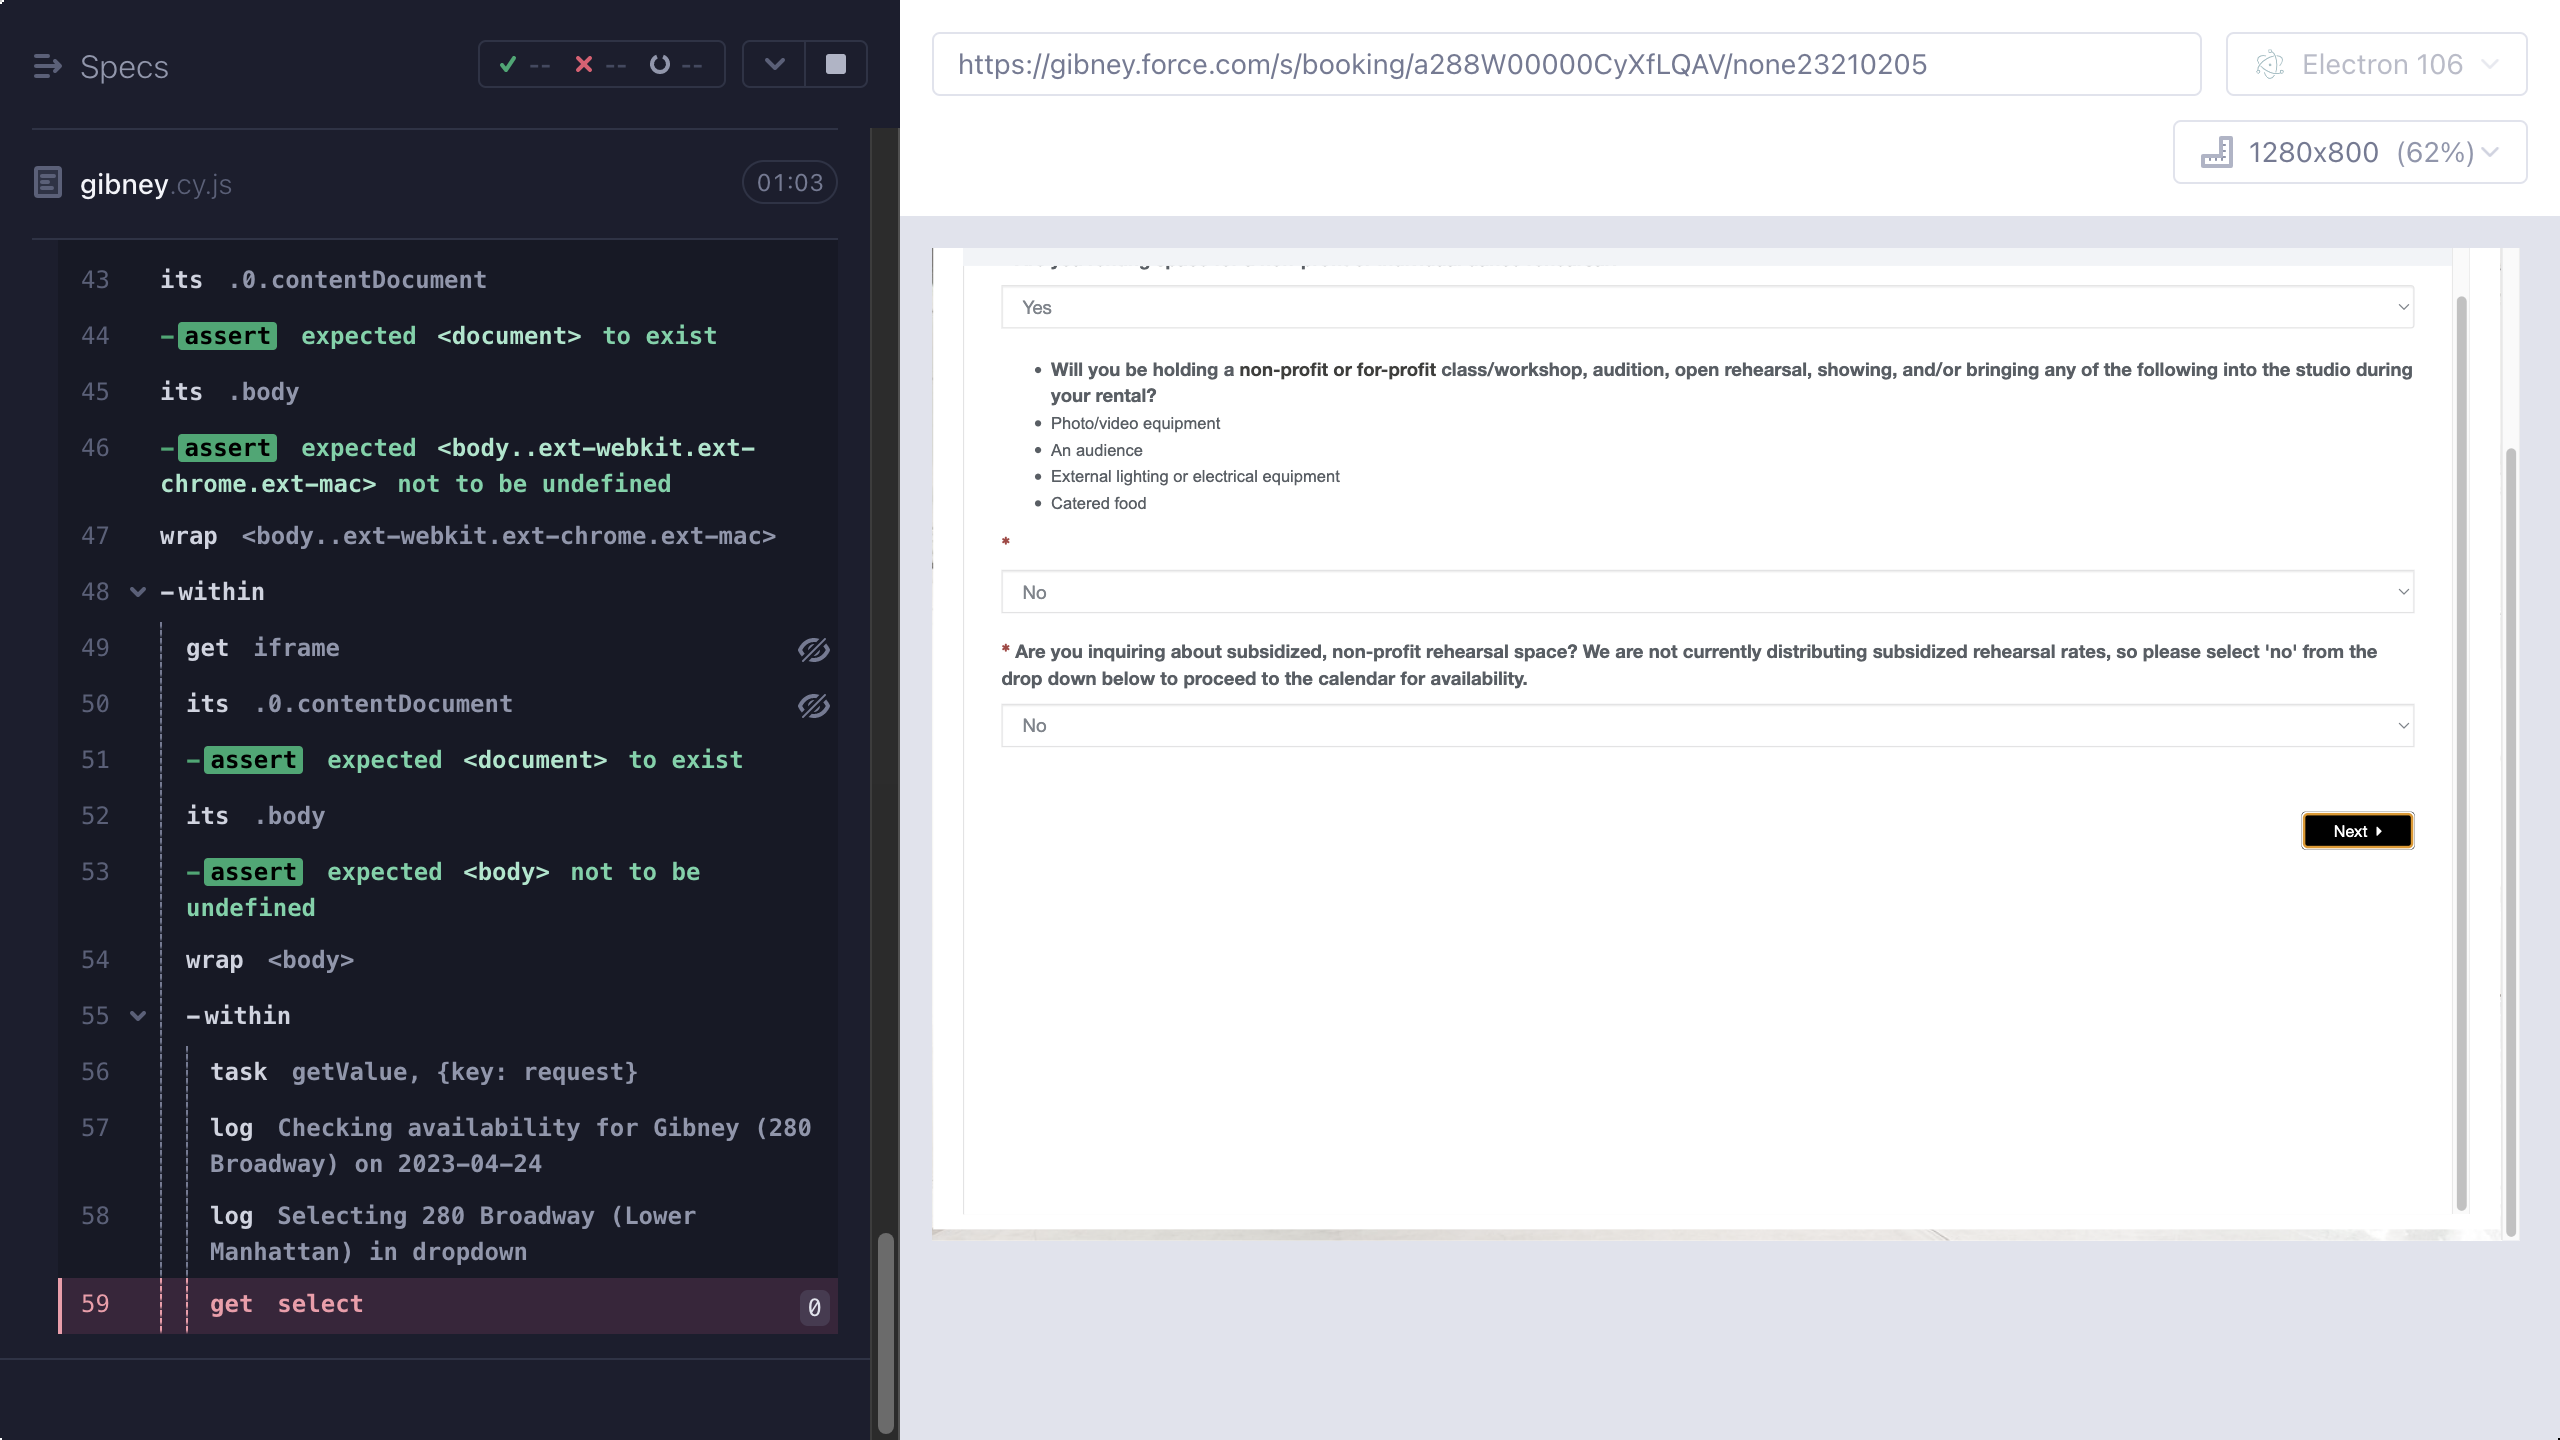 Specs
-- -- --
gibney.cy.js
01:03
43 its .0.contentDocument
44 -assert expected <document> to exist
45 its .body
46 -assert expected <body..ext-webkit.ext-
chrome.ext-mac> not to be undefined
47 wrap <body..ext-webkit.ext-chrome.ext-mac>
48 -within
49 get iframe
50 its .0.contentDocument
51 -assert expected <document> to exist
52 its .body
53 -assert expected <body> not to be
undefined
54 wrap <body>
55 -within
56 task getValue, {key: request}
57 log Checking availability for Gibney (280
Broadway) on 2023-04-24
58 log Selecting 280 Broadway (Lower
Manhattan) in dropdown
59 get select 0
https://gibney.force.com/s/booking/a288W00000CyXfLQAV/none23210205
Electron 106
1280x800 (62%)
Yes
• Will you be holding a non-profit or for-profit class/workshop, audition, open rehearsal, showing, and/or bringing any of the following into the studio during
your rental?
• Photo/video equipment
• An audience
• External lighting or electrical equipment
• Catered food
*
No
* Are you inquiring about subsidized, non-profit rehearsal space? We are not currently distributing subsidized rehearsal rates, so please select 'no' from the
drop down below to proceed to the calendar for availability.
No
Next